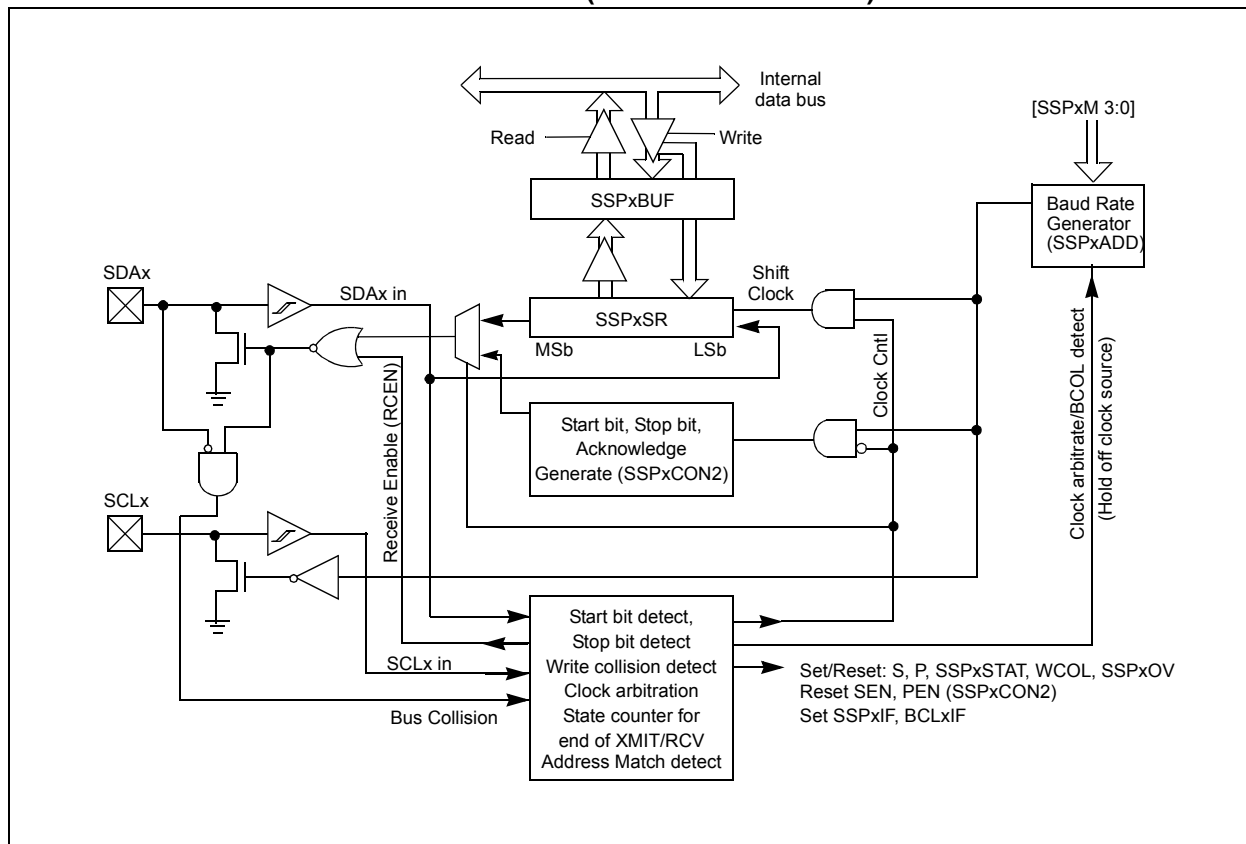 Internal
data bus
[SSPxM 3:0]
Read
Write
SSPxBUF
Baud Rate
Generator
(SSPxADD)
SDAx
SDAx in
Shift
Clock
SSPxSR
MSb
LSb
Receive Enable (RCEN)
Clock Cntl
Clock arbitrate/BCOL detect
(Hold off clock source)
Start bit, Stop bit,
Acknowledge
Generate (SSPxCON2)
SCLx
Start bit detect,
Stop bit detect
Write collision detect
Clock arbitration
State counter for
end of XMIT/RCV
Address Match detect
SCLx in
Bus Collision
Set/Reset: S, P, SSPxSTAT, WCOL, SSPxOV
Reset SEN, PEN (SSPxCON2)
Set SSPxIF, BCLxIF